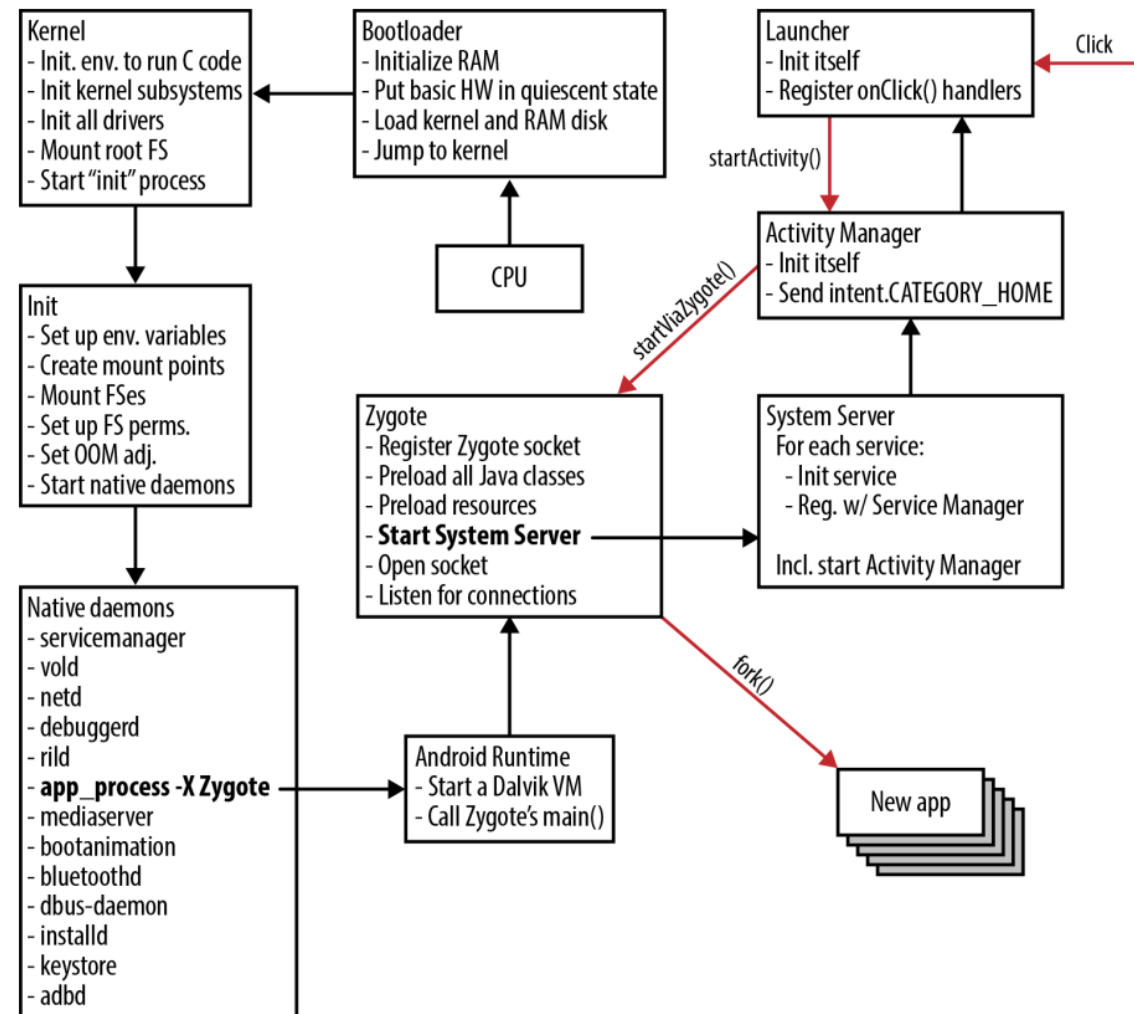 Kernel
- Init. env. to run C code
- Init kernel subsystems
- Init all drivers
- Mount root FS
- Start “init” process
Bootloader
- Initialize RAM
- Put basic HW in quiescent state
- Load kernel and RAM disk
- Jump to kernel
Launcher
- Init itself
- Register onClick() handlers
Click
startActivity()
CPU
Activity Manager
- Init itself
- Send intent.CATEGORY_HOME
startViaZygote()
Init
- Set up env. variables
- Create mount points
- Mount FSes
- Set up FS perms.
- Set OOM adj.
- Start native daemons
Zygote
- Register Zygote socket
- Preload all Java classes
- Preload resources
- Start System Server
- Open socket
- Listen for connections
System Server
For each service:
- Init service
- Reg. w/ Service Manager
Incl. start Activity Manager
Native daemons
- servicemanager
- vold
- netd
- debuggerd
- rild
- app_process -X Zygote
- mediaserver
- bootanimation
- bluetoothd
- dbus-daemon
- installd
- keystore
- adbd
Android Runtime
- Start a Dalvik VM
- Call Zygote’s main()
fork()
New app